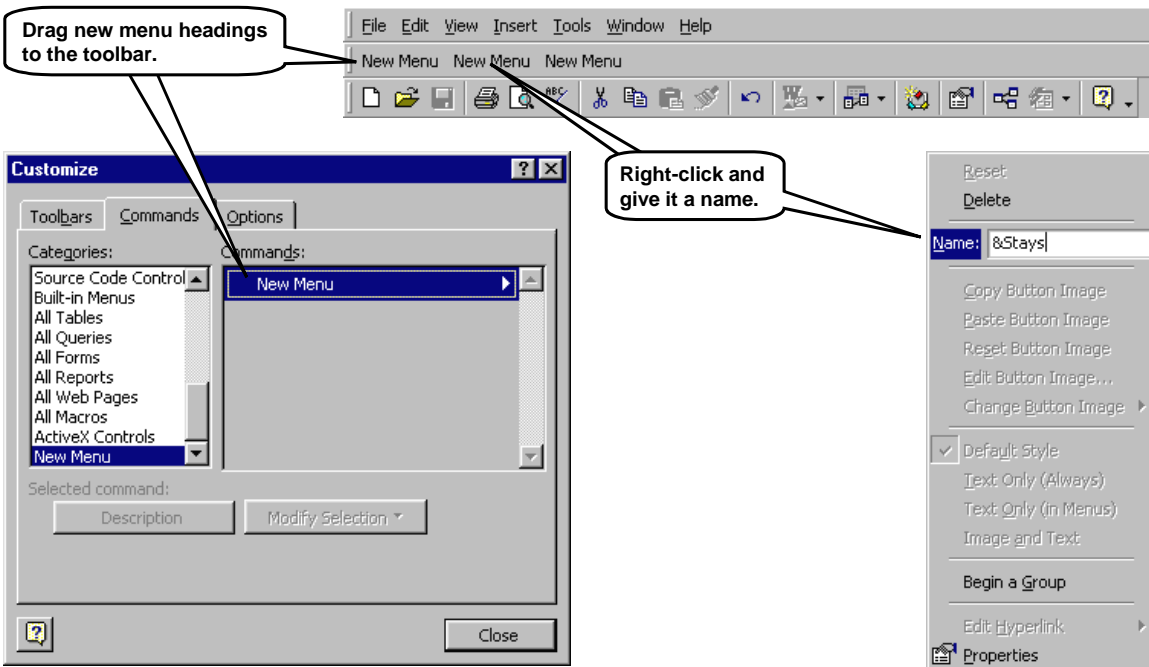 Drag new menu headings
to the toolbar.
File Edit View Insert Tools Window Help
New Menu New Menu New Menu
ABC
W
Customize
Toolbars Commands Options
Categories: Commands:
Source Code Control
Built-in Menus
All Tables
All Queries
All Forms
All Reports
All Web Pages
All Macros
ActiveX Controls
New Menu
New Menu
Selected command:
Description Modify Selection
Close
Right-click and
give it a name.
Reset
Delete
Name: &Stays
Copy Button Image
Paste Button Image
Reset Button Image
Edit Button Image...
Change Button Image
Default Style
Text Only (Always)
Text Only (in Menus)
Image and Text
Begin a Group
Edit Hyperlink
Properties